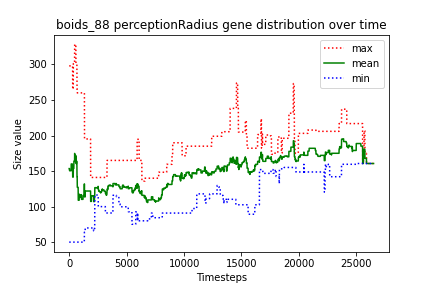 boids_88 perceptionRadius gene distribution over time
max
mean
min
Size value
300
250
200
150
100
50
0
5000
10000
15000
20000
25000
Timesteps